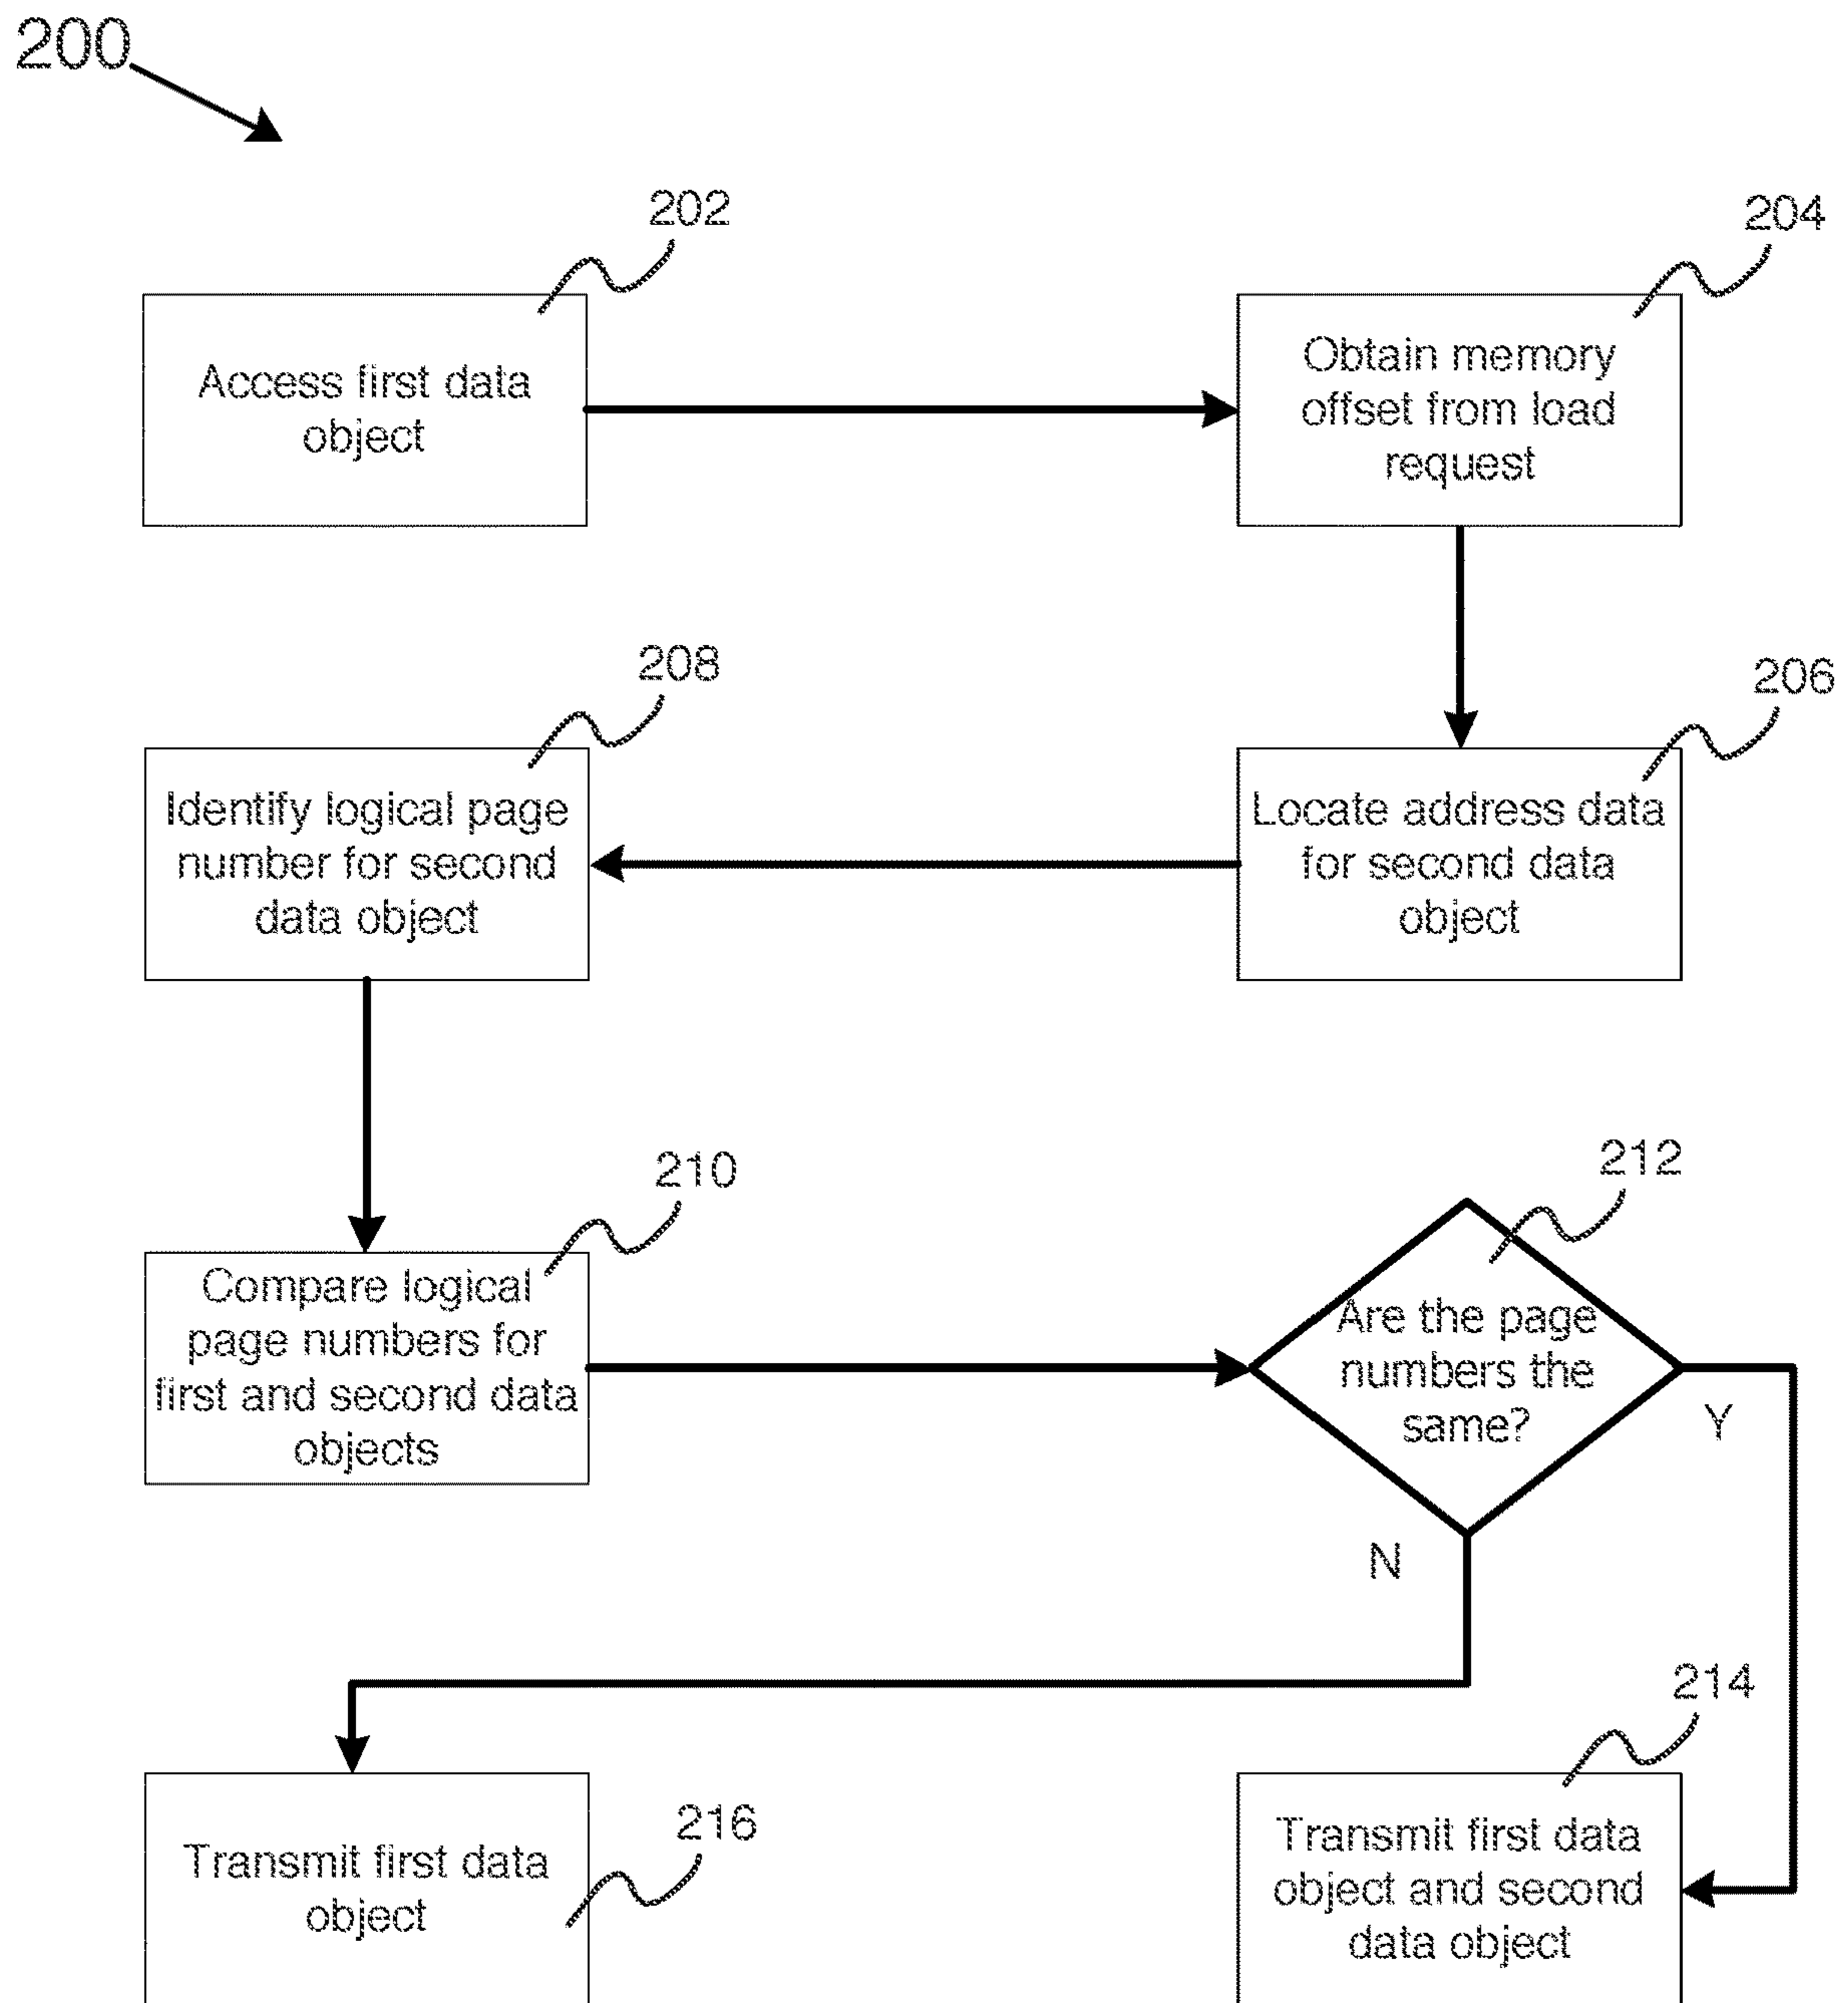 200
202
Access first data
object
204
Obtain memory
offset from load
request
206
Locate address data
for second data
object
208
Identify logical page
number for second
data object
210
Compare logical
page numbers for
first and second data
objects
212
Are the page
numbers the
same?
Y
N
214
Transmit first data
object and second
data object
216
Transmit first data
object